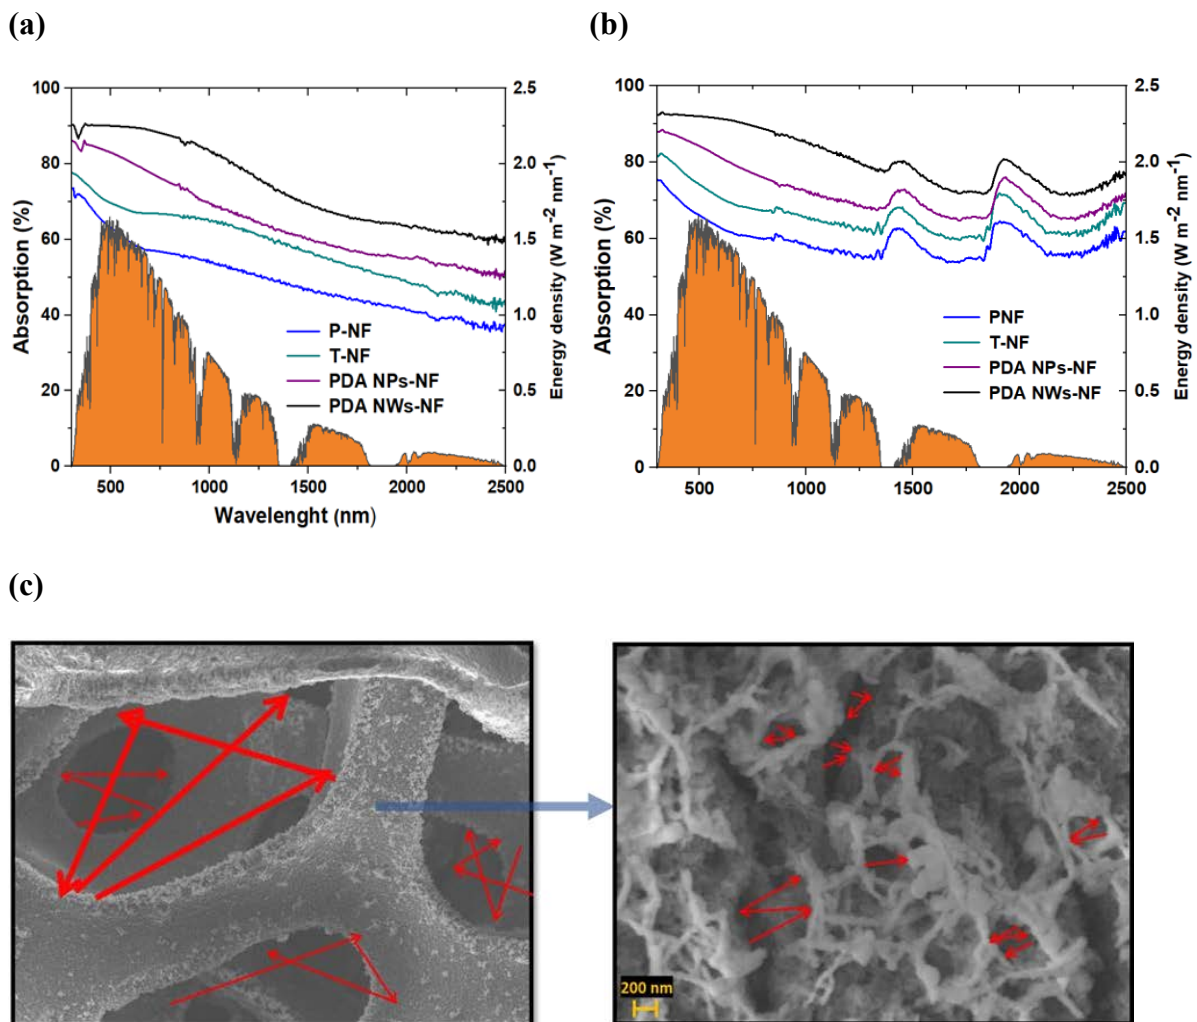 (a)
(b)
100
80
60
40
20
0
Absorption (%)
2.5
2.0
1.5
1.0
0.5
0.0
Energy density (W m-2 nm-1)
P-NF
T-NF
PDA NPs-NF
PDA NWs-NF
500 1000 1500 2000 2500
Wavelenght (nm)
100
80
60
40
20
0
Absorption (%)
2.5
2.0
1.5
1.0
0.5
0.0
Energy density (W m-2 nm-1)
PNF
T-NF
PDA NPs-NF
PDA NWs-NF
500 1000 1500 2000 2500
(c)
200 nm